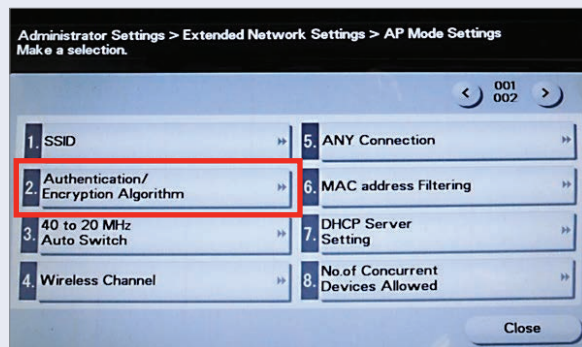 Administrator Settings > Extended Network Settings > AP Mode Settings
Make a selection.
001
002
1. SSID
2. Authentication/
Encryption Algorithm
3. 40 to 20 MHz
Auto Switch
4. Wireless Channel
5. ANY Connection
6. MAC address Filtering
7. DHCP Server
Setting
8. No.of Concurrent
Devices Allowed
Close